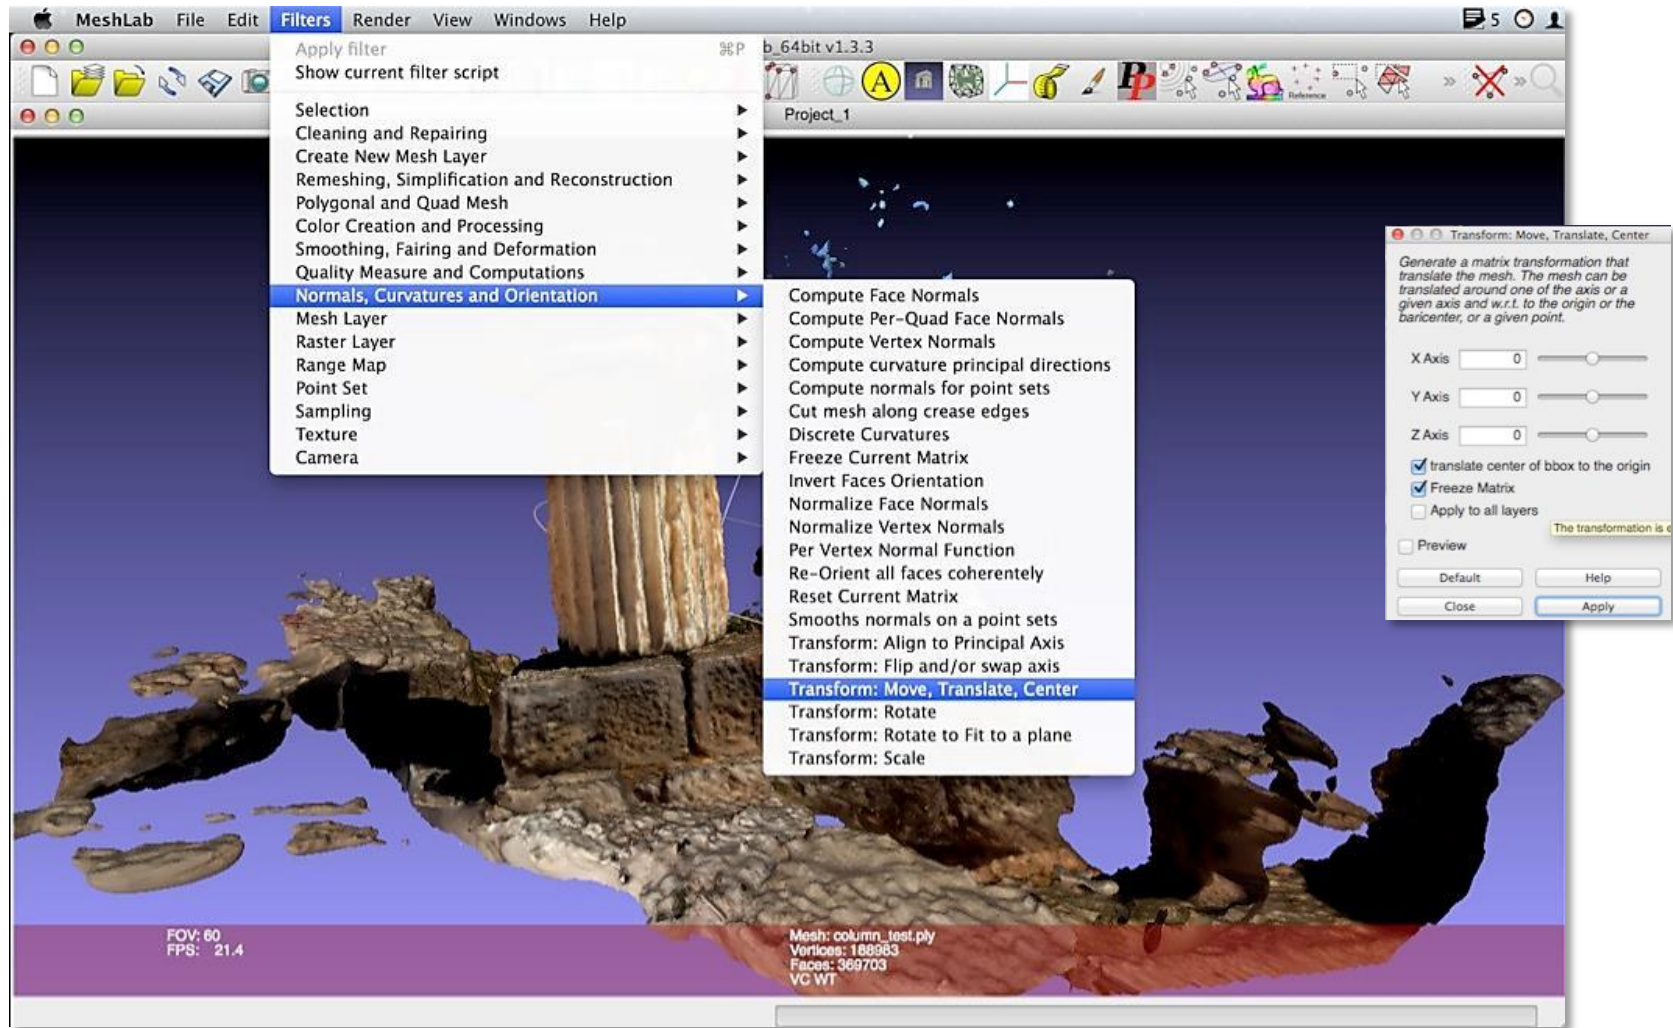 MeshLab File Edit Filters Render View Windows Help 5
b_64bit v1.3.3
Apply filter ⌘P
Show current filter script
A
Reference
Project_1
Selection
Cleaning and Repairing
Create New Mesh Layer
Remeshing, Simplification and Reconstruction
Polygonal and Quad Mesh
Color Creation and Processing
Smoothing, Fairing and Deformation
Quality Measure and Computations
Normals, Curvatures and Orientation
Mesh Layer
Raster Layer
Range Map
Point Set
Sampling
Texture
Camera
Compute Face Normals
Compute Per-Quad Face Normals
Compute Vertex Normals
Compute curvature principal directions
Compute normals for point sets
Cut mesh along crease edges
Discrete Curvatures
Freeze Current Matrix
Invert Faces Orientation
Normalize Face Normals
Normalize Vertex Normals
Per Vertex Normal Function
Re-Orient all faces coherentely
Reset Current Matrix
Smooths normals on a point sets
Transform: Align to Principal Axis
Transform: Flip and/or swap axis
Transform: Move, Translate, Center
Transform: Rotate
Transform: Rotate to Fit to a plane
Transform: Scale
Transform: Move, Translate, Center
Generate a matrix transformation that
translate the mesh. The mesh can be
translated around one of the axis or a
given axis and w.r.t. to the origin or the
baricenter, or a given point.
X Axis 0
Y Axis 0
Z Axis 0
translate center of bbox to the origin
Freeze Matrix
Apply to all layers
The transformation is e
Preview
Default Help
Close Apply
FOV: 60
FPS: 21.4
Mesh: column_test.ply
Vertices: 188983
Faces: 369703
VC WT